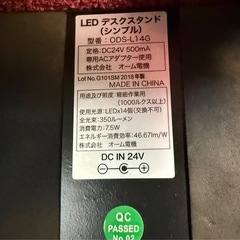 LED デスクスタンド
(シンプル)
型番: ODS-L14G
定格:DC24V 500mA
専用ACアダプター使用
株式会社 オーム電機
Lot No.G101SM 2018年製
MADE IN CHINA
用途及び照度: 精細作業用
(1000ルクス以上)
使用光源:LEDx14個(交換不可)
全光束:350ルーメン
消費電力:7.5W
エネルギー消費効率:46.67lm/W
株式会社 オーム電機
DC IN 24V
QC
PASSED
No.02